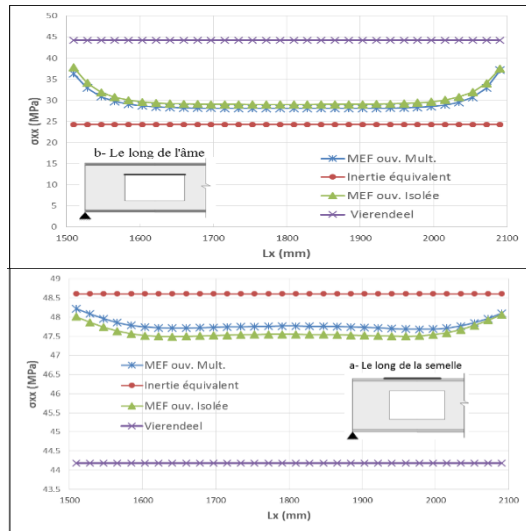 50
45
40
35
30
25
20
15
10
5
0
σxx (MPa)
b- Le long de l'âme
MEF ouv. Mult.
Inertie équivalent
MEF ouv. Isolée
Vierendeel
1500 1600 1700 1800 1900 2000 2100
Lx (mm)
49
48.5
48
47.5
47
46.5
46
45.5
45
44.5
44
43.5
σxx (MPa)
MEF ouv. Mult.
Inertie équivalent
MEF ouv. Isolée
Vierendeel
a- Le long de la semelle
1500 1600 1700 1800 1900 2000 2100
Lx (mm)